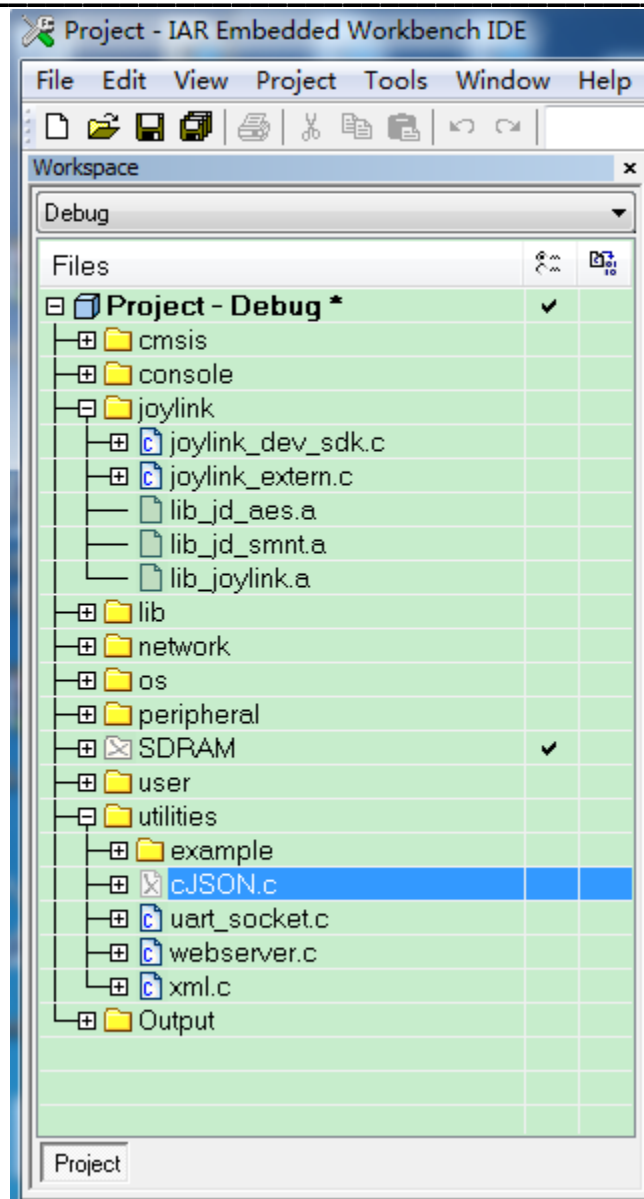 Project - IAR Embedded Workbench IDE
File Edit View Project Tools Window Help
Workspace
Debug
Files
Project - Debug *
cmsis
console
joylink
joylink_dev_sdk.c
joylink_extern.c
lib_jd_aes.a
lib_jd_smnt.a
lib_joylink.a
lib
network
os
peripheral
SDRAM
user
utilities
example
cJSON.c
uart_socket.c
webserver.c
xml.c
Output
Project